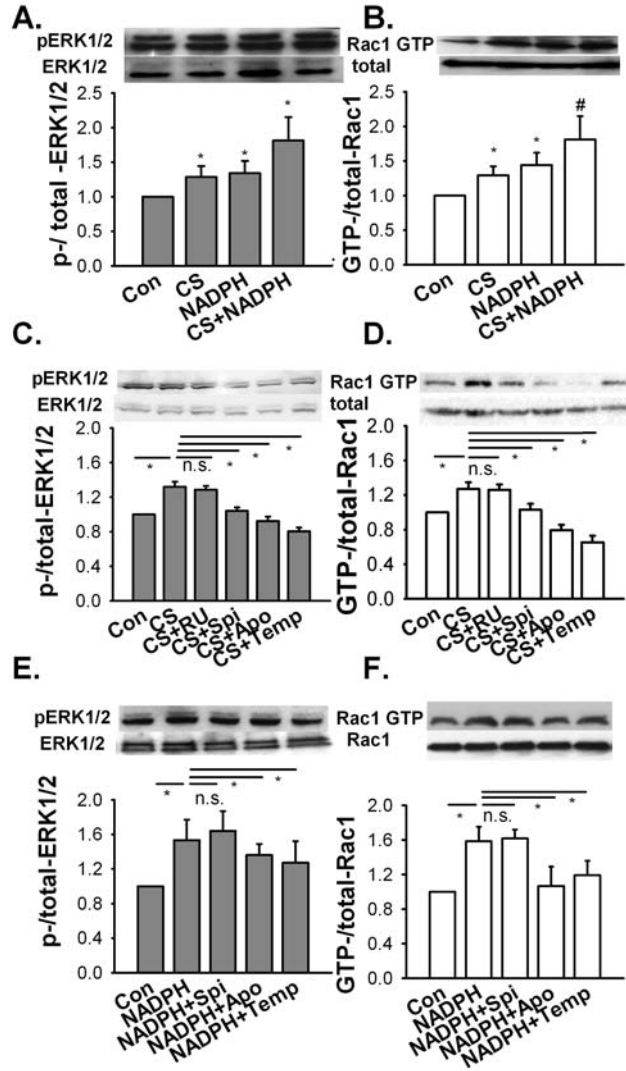 A.
pERK1/2
ERK1/2
p-/ total -ERK1/2
2.5
2.0
1.5
1.0
0.5
0.0
* * *
Con CS NADPH CS+NADPH
B.
Rac1 GTP
total
GTP-/total-Rac1
2.5
2.0
1.5
1.0
0.5
0.0
* * #
Con CS NADPH CS+NADPH
C.
pERK1/2
ERK1/2
p-/total-ERK1/2
2.0
1.6
1.2
0.8
0.4
0.0
* n.s. * * *
Con CS CS+RU CS+Spi CS+Apo CS+Temp
D.
Rac1 GTP
total
GTP-/total-Rac1
2.0
1.6
1.2
0.8
0.4
0.0
* n.s. * * *
Con CS CS+RU CS+Spi CS+Apo CS+Temp
E.
pERK1/2
ERK1/2
p-/total-ERK1/2
2.0
1.6
1.2
0.8
0.4
0.0
* n.s. * *
Con NADPH NADPH+Spi NADPH+Apo NADPH+Temp
F.
Rac1 GTP
Rac1
GTP-/total-Rac1
2.0
1.6
1.2
0.8
0.4
0.0
* n.s. * *
Con NADPH NADPH+Spi NADPH+Apo NADPH+Temp